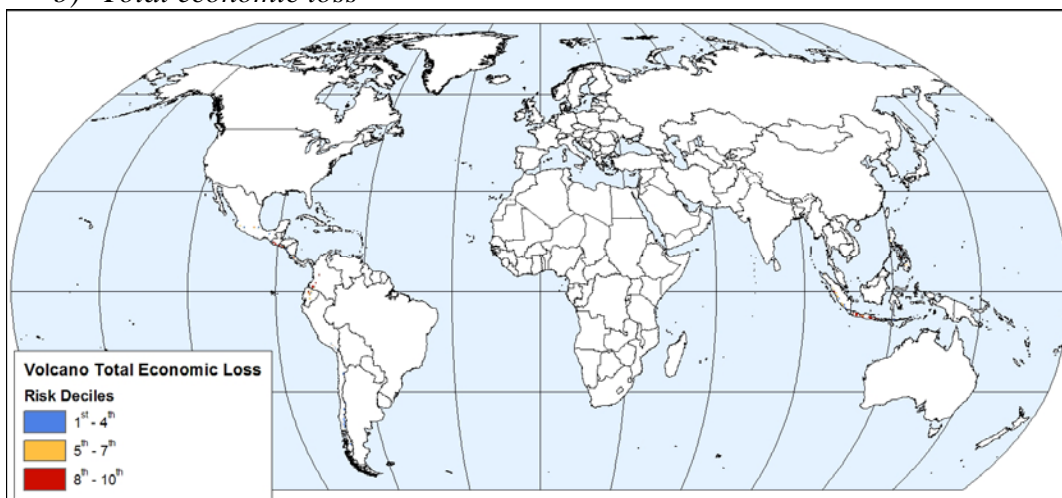 b) Total economic loss
Volcano Total Economic Loss
Risk Deciles
1st - 4th
5th - 7th
8th - 10th